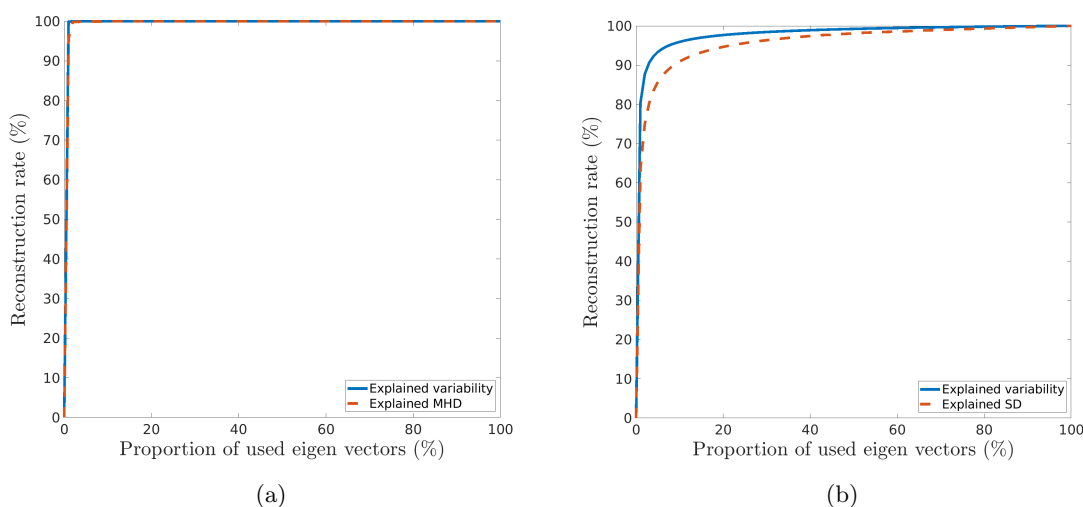 100
90
80
70
60
50
40
30
20
10
0
Reconstruction rate (%)
Explained variability
Explained MHD
0 20 40 60 80 100
Proportion of used eigen vectors (%)
(a)
100
90
80
70
60
50
40
30
20
10
0
Reconstruction rate (%)
Explained variability
Explained SD
0 20 40 60 80 100
Proportion of used eigen vectors (%)
(b)